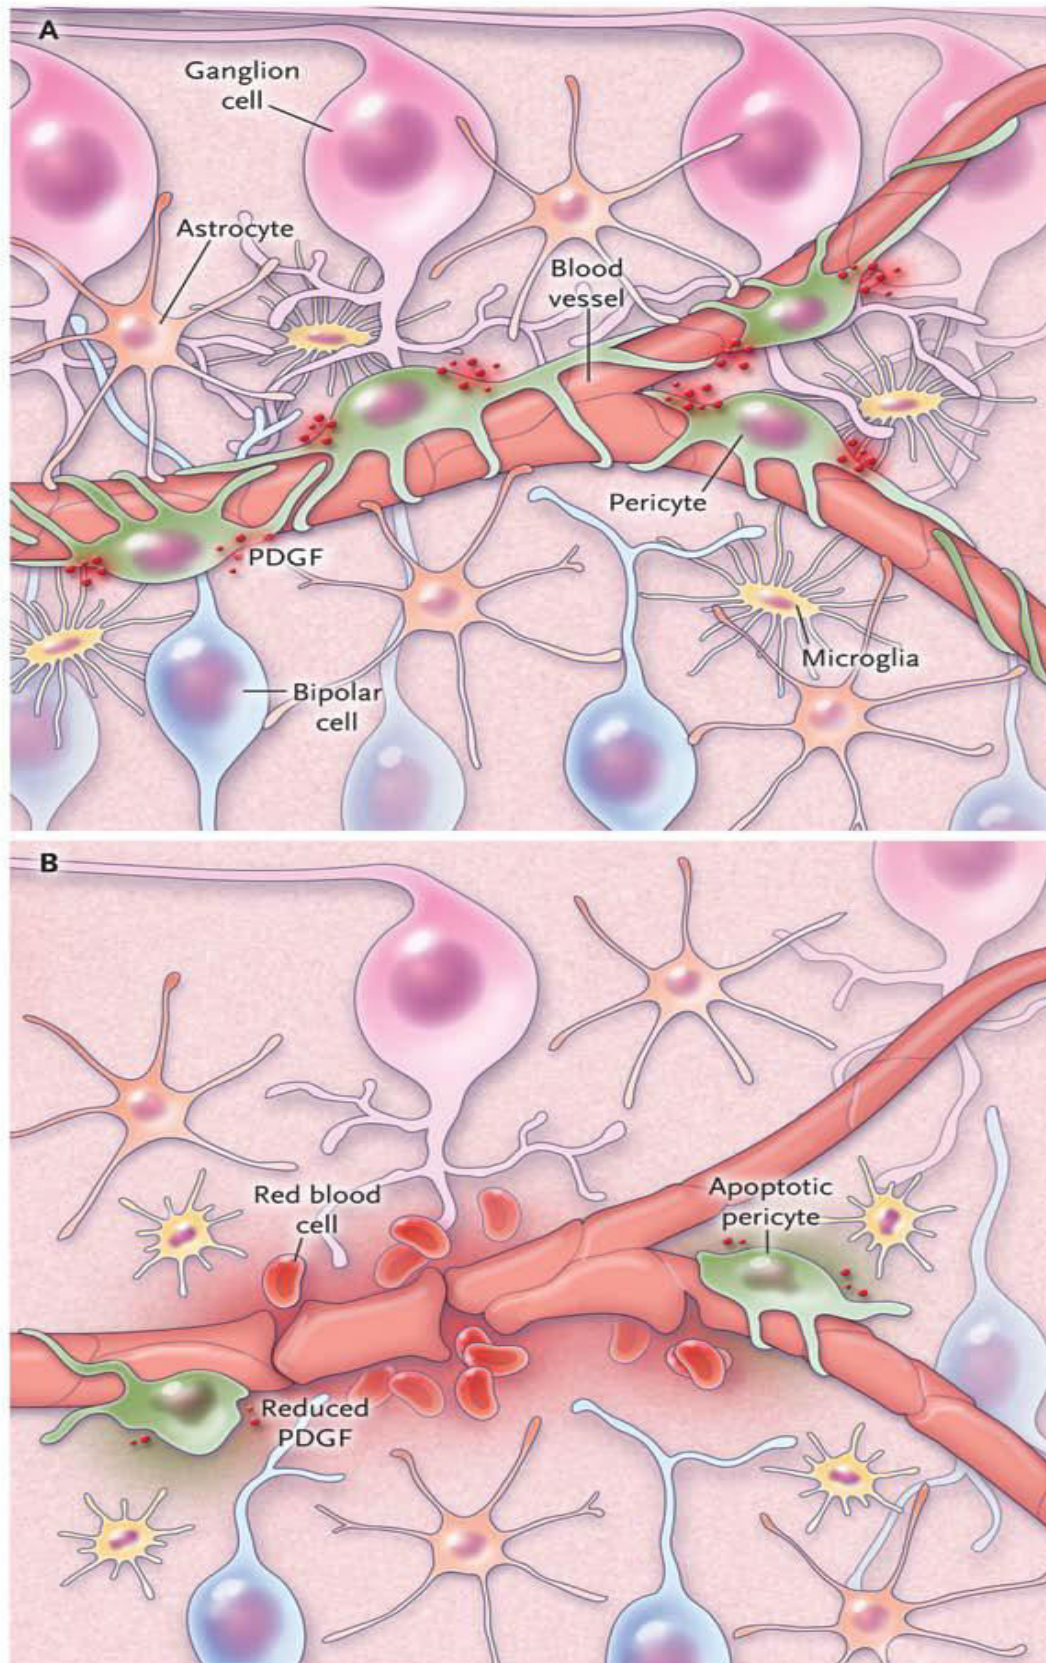 A
Ganglion
cell
Astrocyte
Blood
vessel
Pericyte
PDGF
Microglia
Bipolar
cell
B
Red blood
cell
Apoptotic
pericyte
Reduced
PDGF